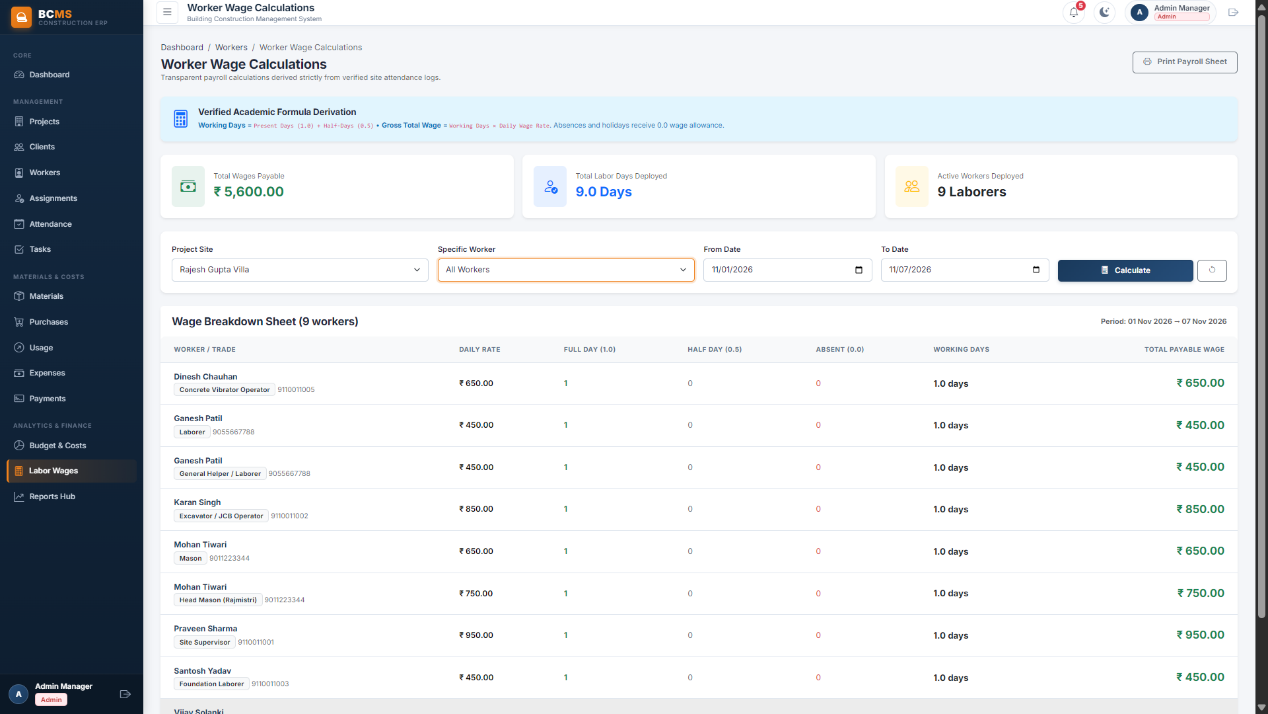 BCMS
CONSTRUCTION ERP
CORE
Dashboard
MANAGEMENT
Projects
Clients
Workers
Assignments
Attendance
Tasks
MATERIALS & COSTS
Materials
Purchases
Usage
Expenses
Payments
ANALYTICS & FINANCE
Budget & Costs
Labor Wages
Reports Hub
A
Admin Manager
Admin
Worker Wage Calculations
Building Construction Management System
5
A
Admin Manager
Admin
Dashboard / Workers / Worker Wage Calculations
Worker Wage Calculations
Transparent payroll calculations derived strictly from verified site attendance logs.
Print Payroll Sheet
Verified Academic Formula Derivation
Working Days = Present Days (1.0) + Half-Days (0.5) • Gross Total Wage = Working Days × Daily Wage Rate. Absences and holidays receive 0.0 wage allowance.
Total Wages Payable
₹ 5,600.00
Total Labor Days Deployed
9.0 Days
Active Workers Deployed
9 Laborers
Project Site
Rajesh Gupta Villa
Specific Worker
All Workers
From Date
11/01/2026
To Date
11/07/2026
Calculate
Wage Breakdown Sheet (9 workers)
Period: 01 Nov 2026 — 07 Nov 2026
WORKER / TRADE DAILY RATE FULL DAY (1.0) HALF DAY (0.5) ABSENT (0.0) WORKING DAYS TOTAL PAYABLE WAGE
Dinesh Chauhan
Concrete Vibrator Operator 9110011005
₹ 650.00 1 0 0 1.0 days ₹ 650.00
Ganesh Patil
Laborer 9055667788
₹ 450.00 1 0 0 1.0 days ₹ 450.00
Ganesh Patil
General Helper / Laborer 9055667788
₹ 450.00 1 0 0 1.0 days ₹ 450.00
Karan Singh
Excavator / JCB Operator 9110011002
₹ 850.00 1 0 0 1.0 days ₹ 850.00
Mohan Tiwari
Mason 9011223344
₹ 650.00 1 0 0 1.0 days ₹ 650.00
Mohan Tiwari
Head Mason (Rajmistri) 9011223344
₹ 750.00 1 0 0 1.0 days ₹ 750.00
Praveen Sharma
Site Supervisor 9110011001
₹ 950.00 1 0 0 1.0 days ₹ 950.00
Santosh Yadav
Foundation Laborer 9110011003
₹ 450.00 1 0 0 1.0 days ₹ 450.00
Vijay Solanki